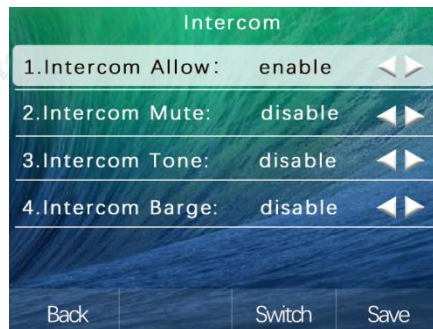 Intercom
1.Intercom Allow: enable
2.Intercom Mute: disable
3.Intercom Tone: disable
4.Intercom Barge: disable
Back Switch Save